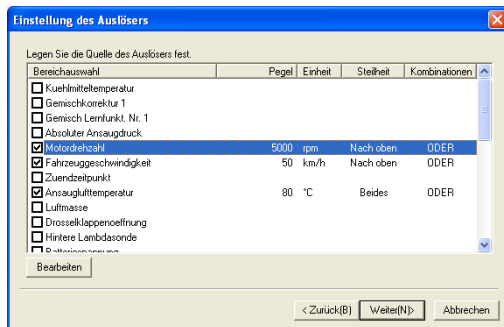 Einstellung des Auslösers
Legen Sie die Quelle des Auslösers fest.
Bereichauswahl Pegel Einheit Steilheit Kombinationen
Kuehlmitteltemperatur
Gemischkorrektur 1
Gemisch Lernfunkt. Nr. 1
Absoluter Ansaugdruck
Motordrehzahl 5000 rpm Nach oben ODER
Fahrzeuggeschwindigkeit 50 km/h Nach oben ODER
Zuendzeitpunkt
Ansauglufttemperatur 80 °C Beides ODER
Luftmasse
Drosselklappenoeffnung
Hintere Lambdasonde
Batteriespannung
Bearbeiten
< Zurück(B) Weiter(N)> Abbrechen